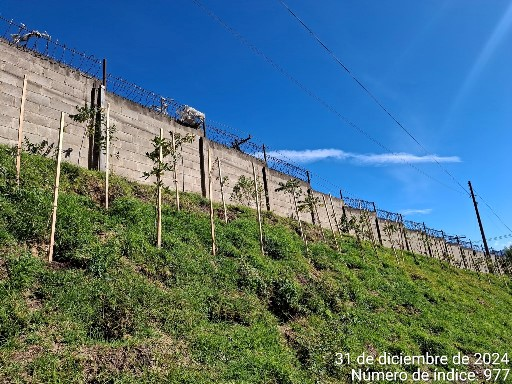 31 de diciembre de 2024
Número de índice: 977